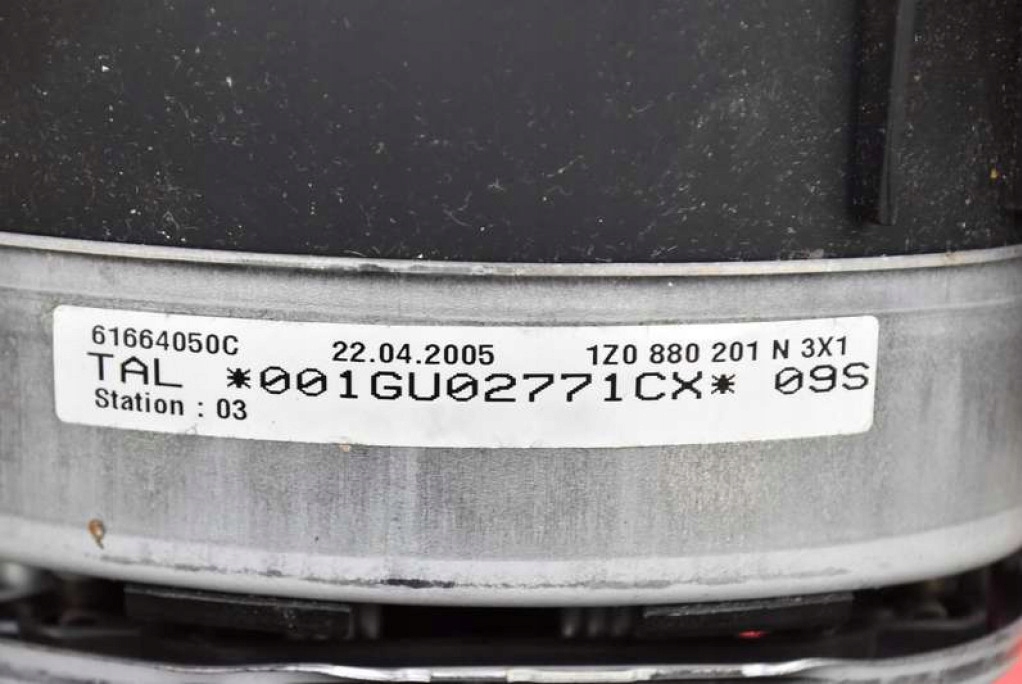 61664050C 22.04.2005 1Z0 880 201 N 3X1
TAL *001GU02771CX* 09S
Station : 03